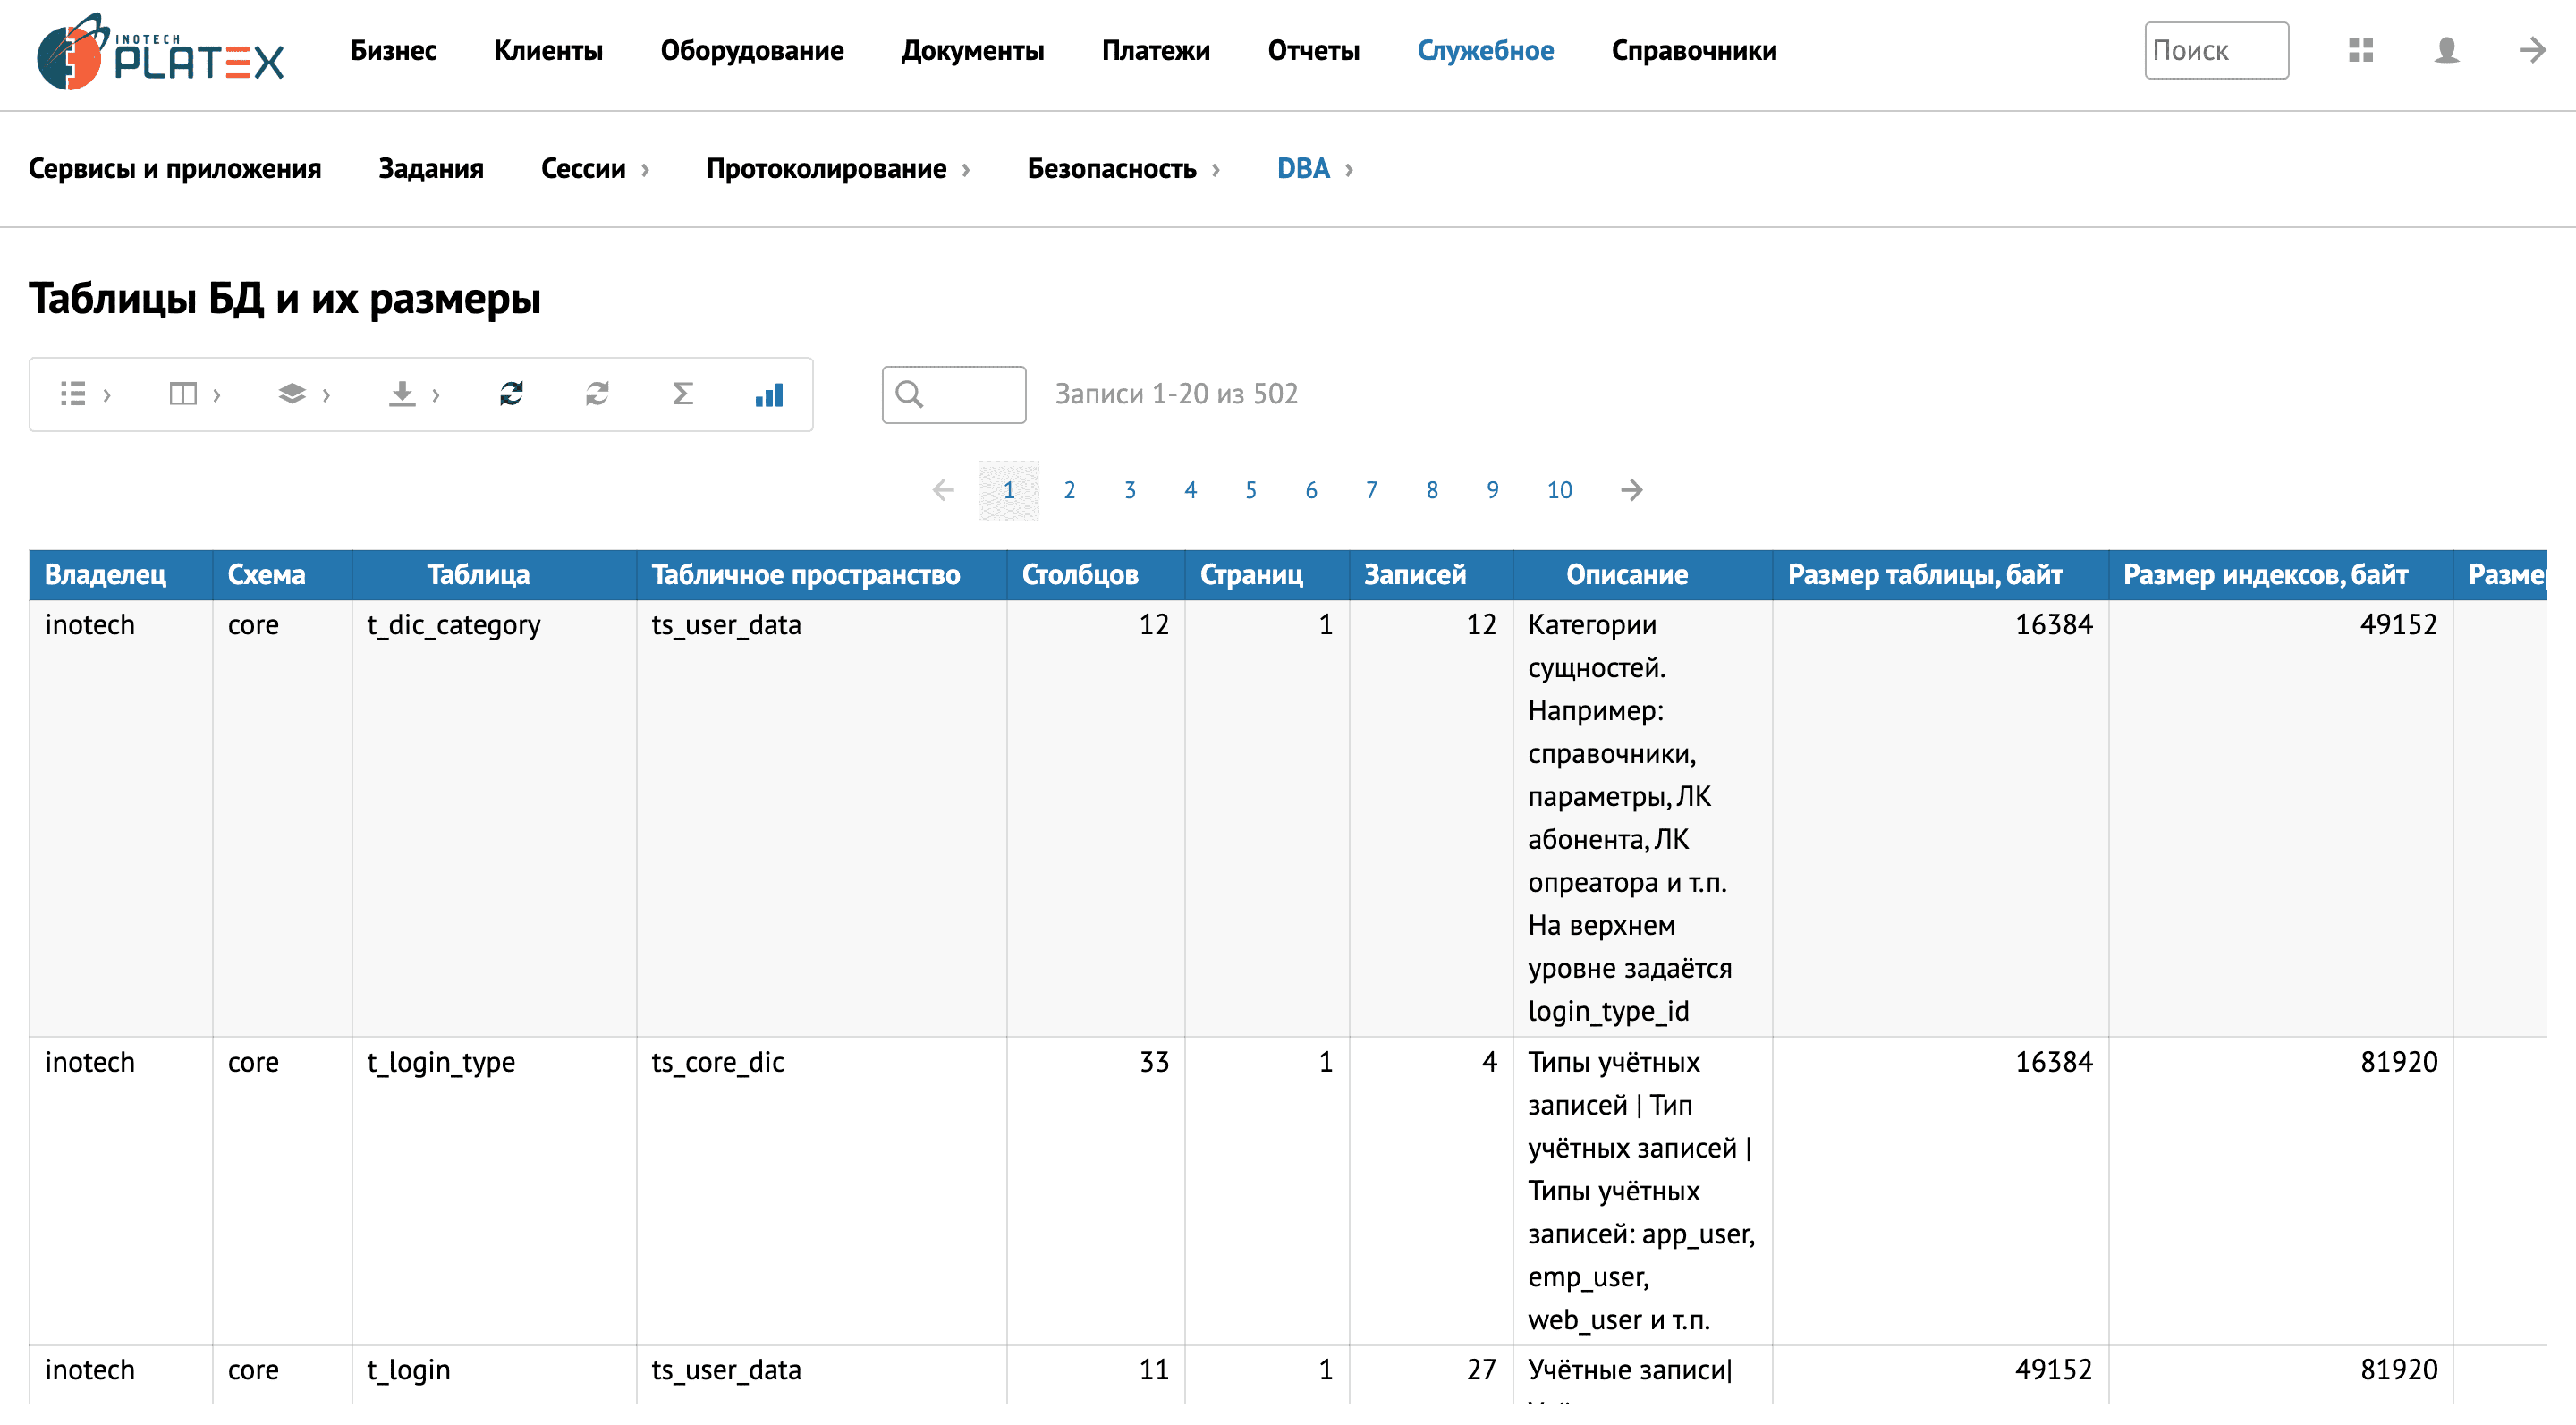 INOTECH
PLATEX
Бизнес Клиенты Оборудование Документы Платежи Отчеты Служебное Справочники Поиск
Сервисы и приложения Задания Сессии Протоколирование Безопасность DBA
Таблицы БД и их размеры
Записи 1-20 из 502
1 2 3 4 5 6 7 8 9 10
Владелец Схема Таблица Табличное пространство Столбцов Страниц Записей Описание Размер таблицы, байт Размер индексов, байт
inotech core t_dic_category ts_user_data 12 1 12 Категории 16384 49152
сущностей.
Например:
справочники,
параметры, ЛК
абонента, ЛК
опреатора и т.п.
На верхнем
уровне задаётся
login_type_id
inotech core t_login_type ts_core_dic 33 1 4 Типы учётных 16384 81920
записей | Тип
учётных записей |
Типы учётных
записей: app_user,
emp_user,
web_user и т.п.
inotech core t_login ts_user_data 11 1 27 Учётные записи| 49152 81920